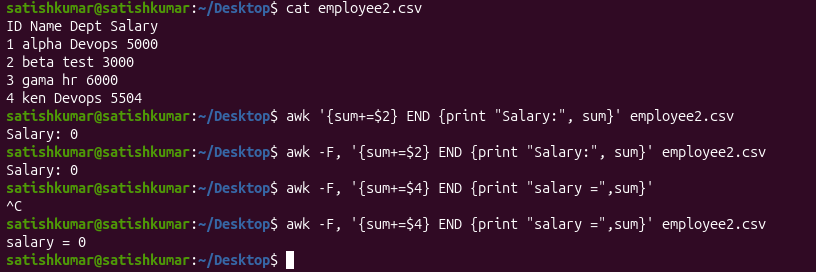 satishkumar@satishkumar:~/Desktop$ cat employee2.csv
ID Name Dept Salary
1 alpha Devops 5000
2 beta test 3000
3 gama hr 6000
4 ken Devops 5504
satishkumar@satishkumar:~/Desktop$ awk '{sum+=$2} END {print "Salary:", sum}' employee2.csv
Salary: 0
satishkumar@satishkumar:~/Desktop$ awk -F, '{sum+=$2} END {print "Salary:", sum}' employee2.csv
Salary: 0
satishkumar@satishkumar:~/Desktop$ awk -F, '{sum+=$4} END {print "salary =",sum}'
^C
satishkumar@satishkumar:~/Desktop$ awk -F, '{sum+=$4} END {print "salary =",sum}' employee2.csv
salary = 0
satishkumar@satishkumar:~/Desktop$